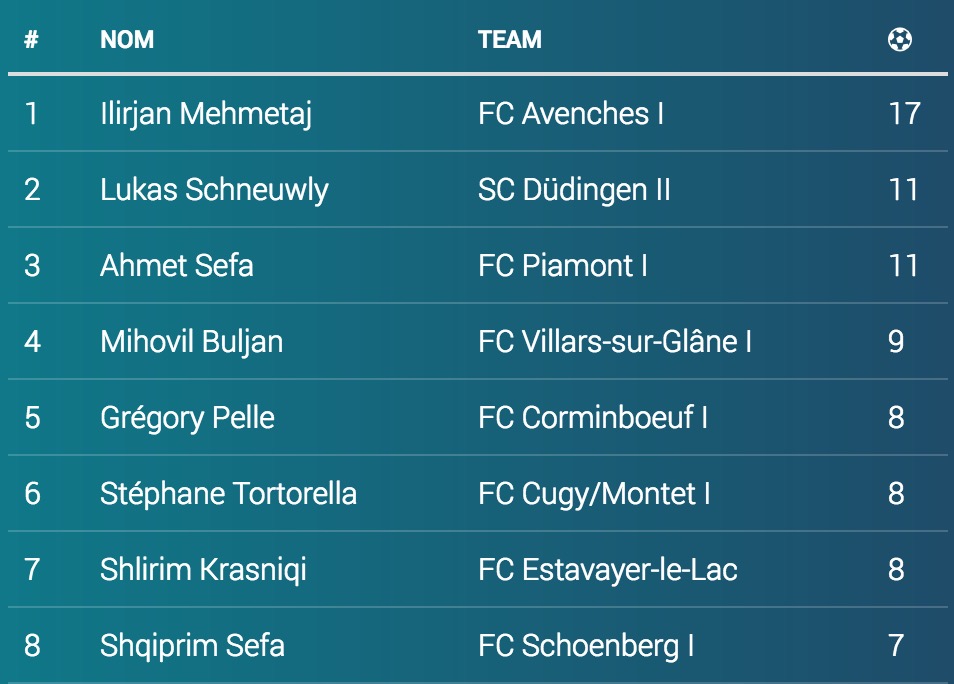 # NOM TEAM
1 Ilirjan Mehmetaj FC Avenches I 17
2 Lukas Schneuwly SC Düdingen II 11
3 Ahmet Sefa FC Piamont I 11
4 Mihovil Buljan FC Villars-sur-Glâne I 9
5 Grégory Pelle FC Corminboeuf I 8
6 Stéphane Tortorella FC Cugy/Montet I 8
7 Shlirim Krasniqi FC Estavayer-le-Lac 8
8 Shqiprim Sefa FC Schoenberg I 7